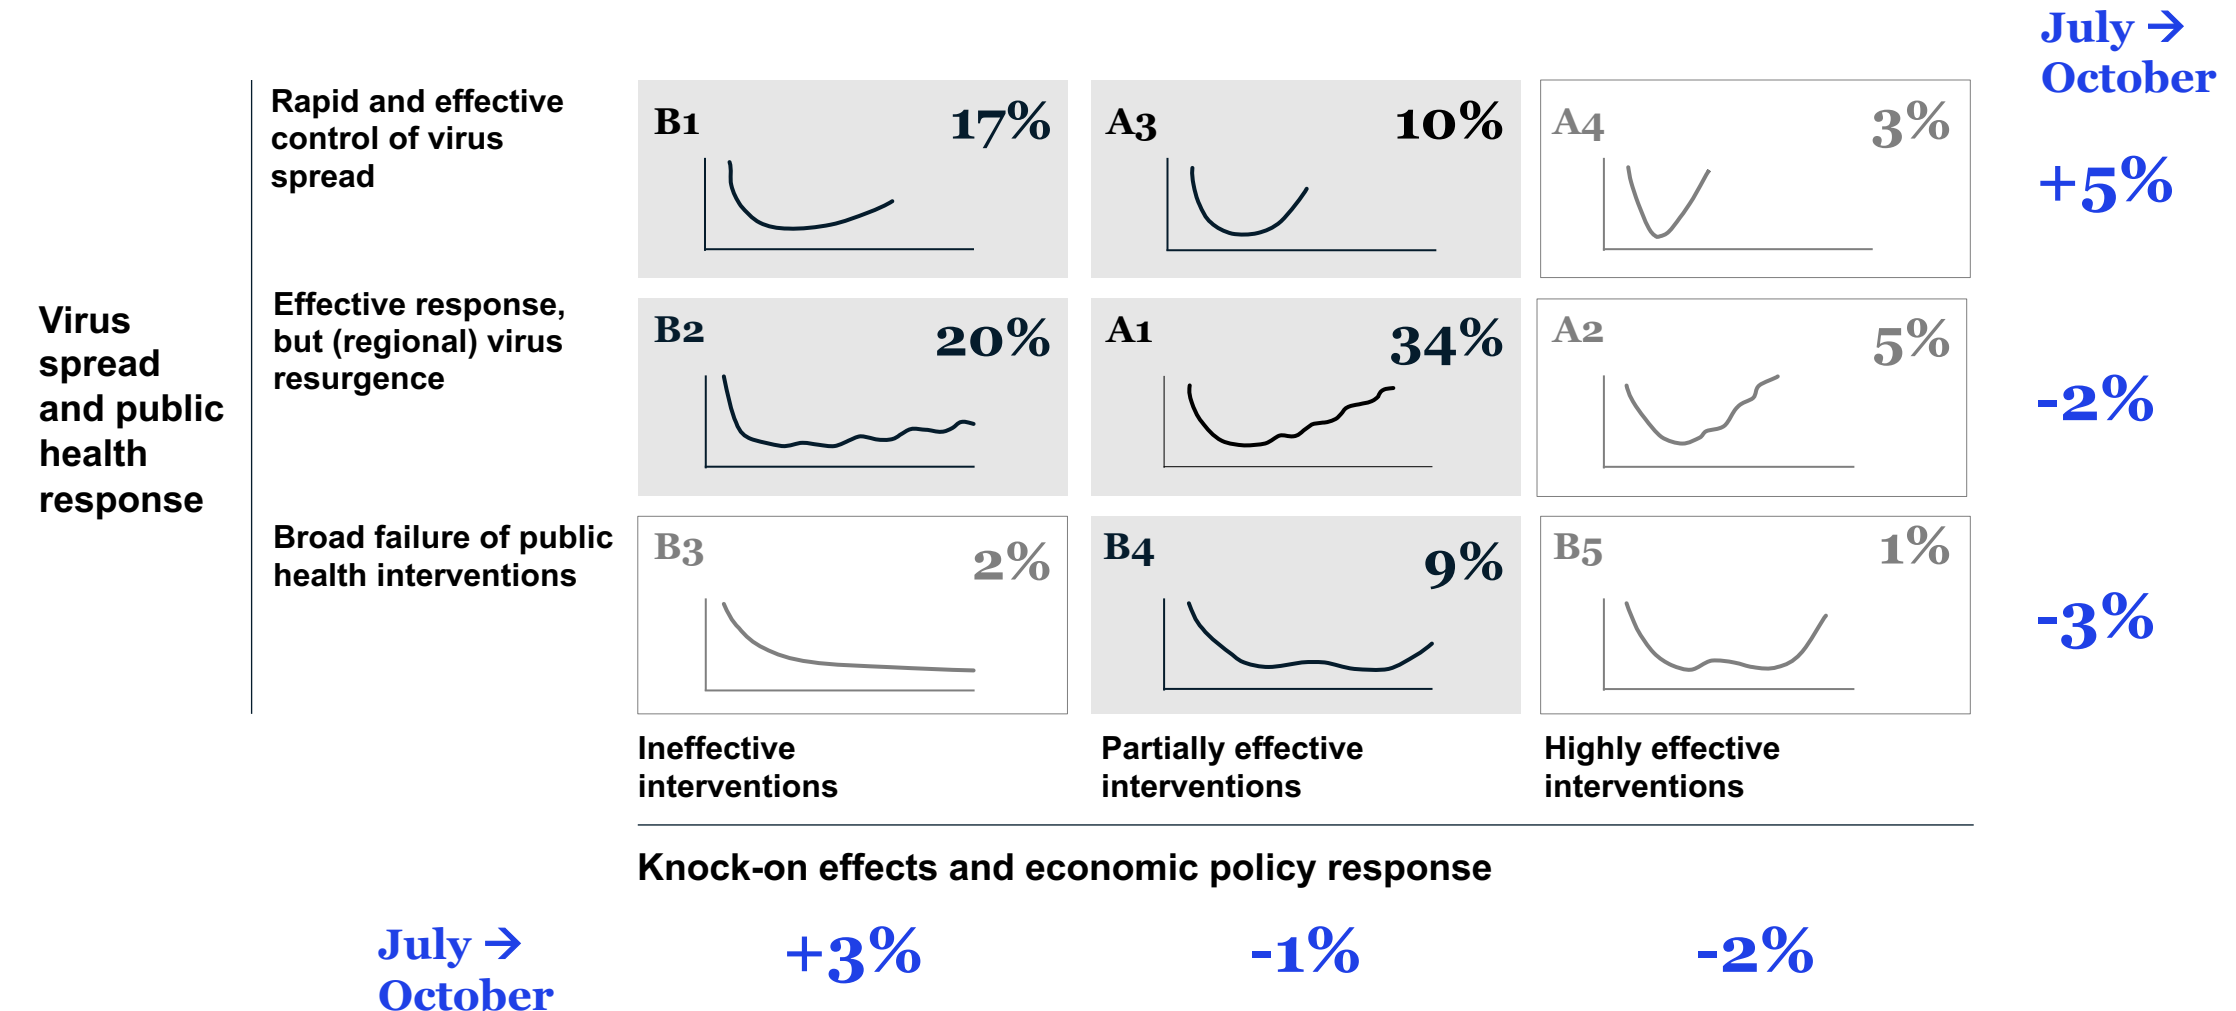 July →
October
Rapid and effective
control of virus
spread
B1 17%
A3 10%
A4 3%
+5%
Virus
spread
and public
health
response
Effective response,
but (regional) virus
resurgence
B2 20%
A1 34%
A2 5%
-2%
Broad failure of public
health interventions
B3 2%
B4 9%
B5 1%
-3%
Ineffective
interventions
Partially effective
interventions
Highly effective
interventions
Knock-on effects and economic policy response
July →
October
+3%
-1%
-2%